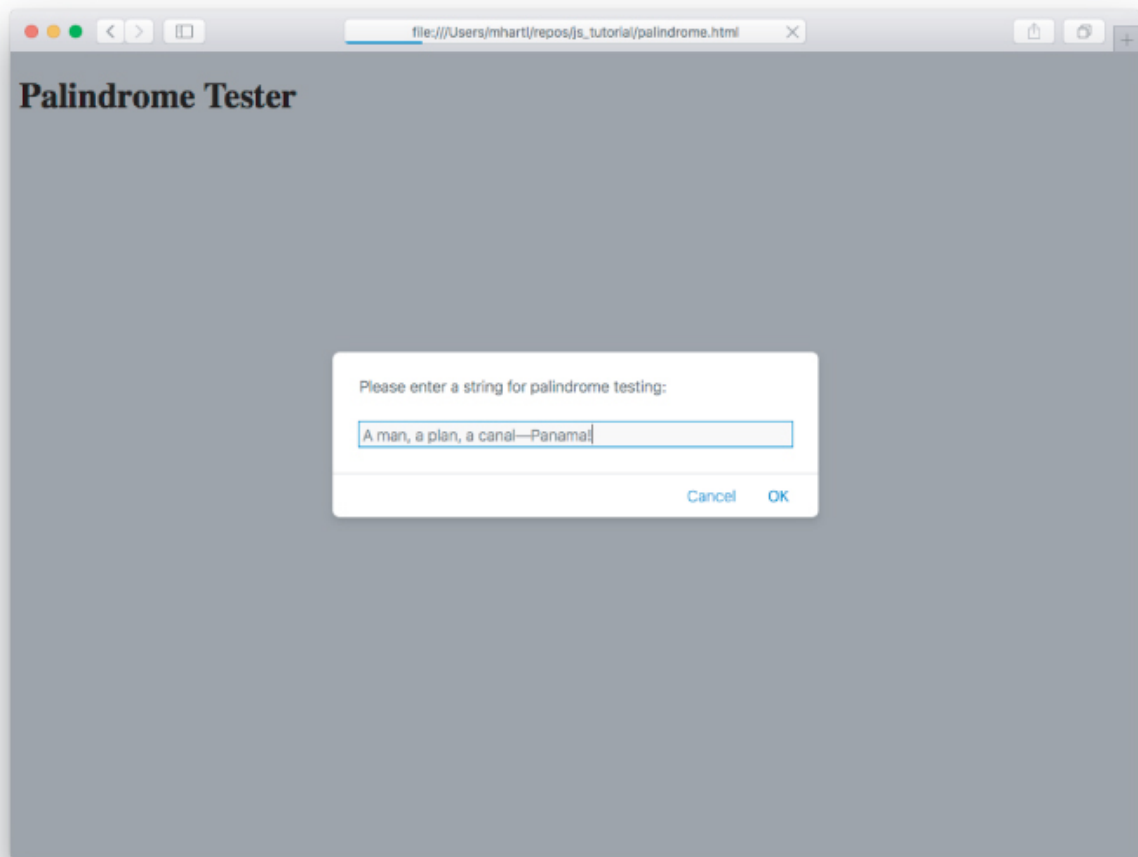 file:///Users/mhartl/repos/js_tutorial/palindrome.html
Palindrome Tester
Please enter a string for palindrome testing:
A man, a plan, a canal—Panama!
Cancel OK